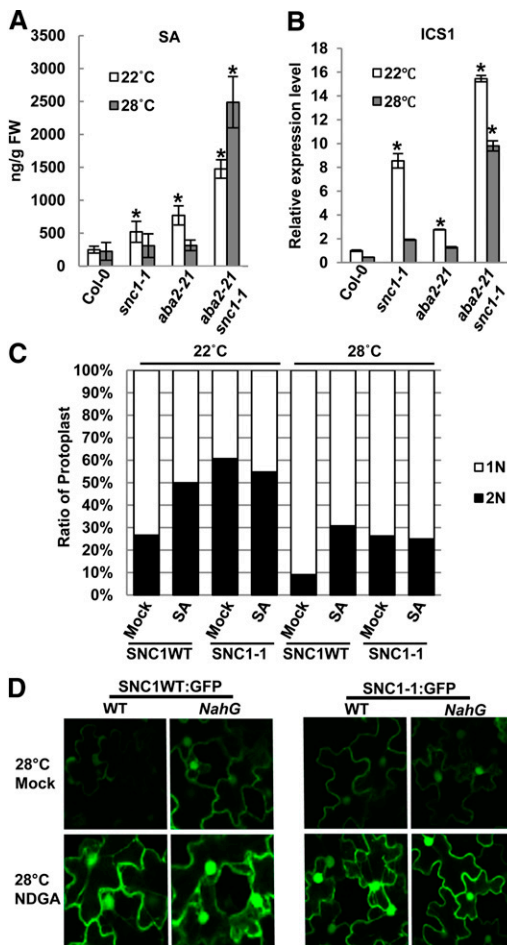 A
SA
ng/g FW
3500
3000
2500
2000
1500
1000
500
0
22˚C
28˚C
*
*
*
*
Col-0
snc1-1
aba2-21
aba2-21
snc1-1
B
ICS1
Relative expression level
18
16
14
12
10
8
6
4
2
0
22℃
28℃
*
*
*
*
Col-0
snc1-1
aba2-21
aba2-21
snc1-1
C
22˚C
28˚C
Ratio of Protoplast
100%
90%
80%
70%
60%
50%
40%
30%
20%
10%
0%
1N
2N
Mock
SA
Mock
SA
Mock
SA
Mock
SA
SNC1WT
SNC1-1
SNC1WT
SNC1-1
D
SNC1WT:GFP
SNC1-1:GFP
WT
NahG
WT
NahG
28°C
Mock
28°C
NDGA